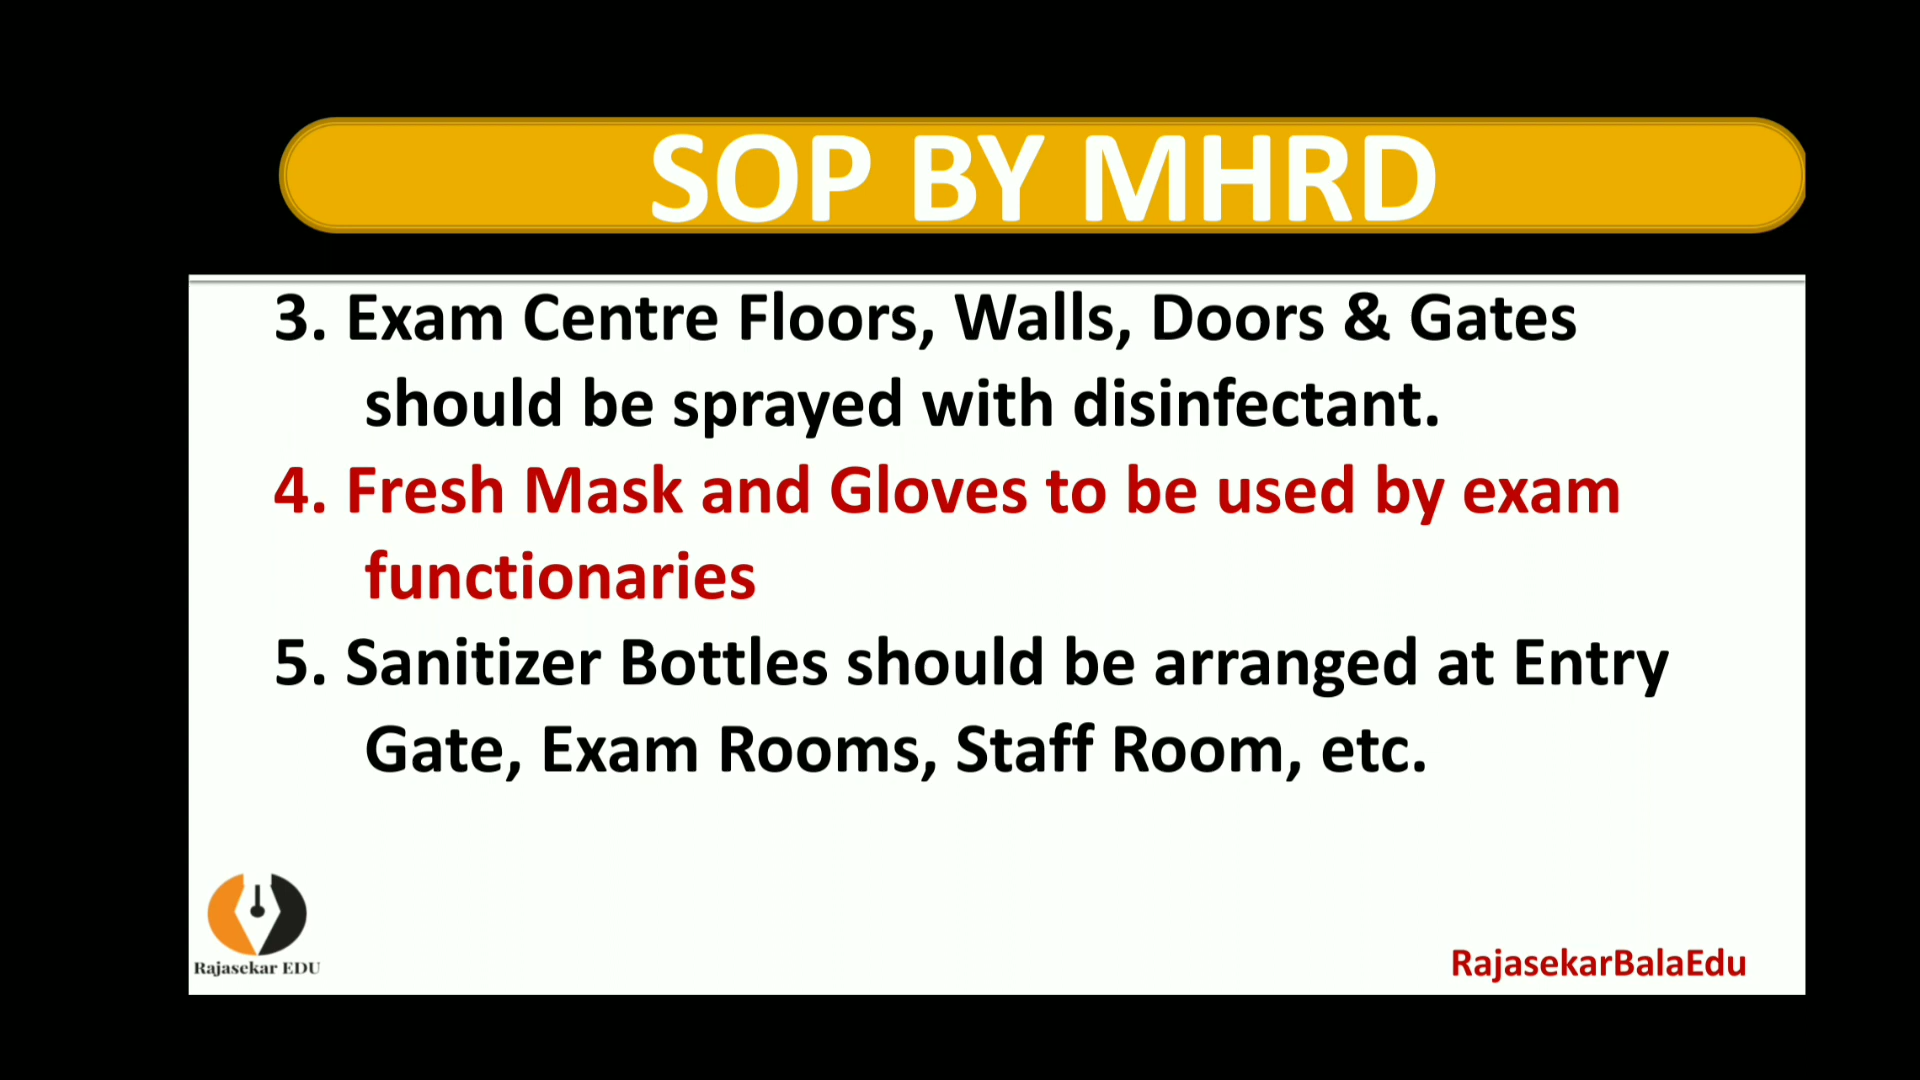 SOP BY MHRD
3. Exam Centre Floors, Walls, Doors & Gates
should be sprayed with disinfectant.
4. Fresh Mask and Gloves to be used by exam
functionaries
5. Sanitizer Bottles should be arranged at Entry
Gate, Exam Rooms, Staff Room, etc.
Rajasekar EDU
RajasekarBalaEdu